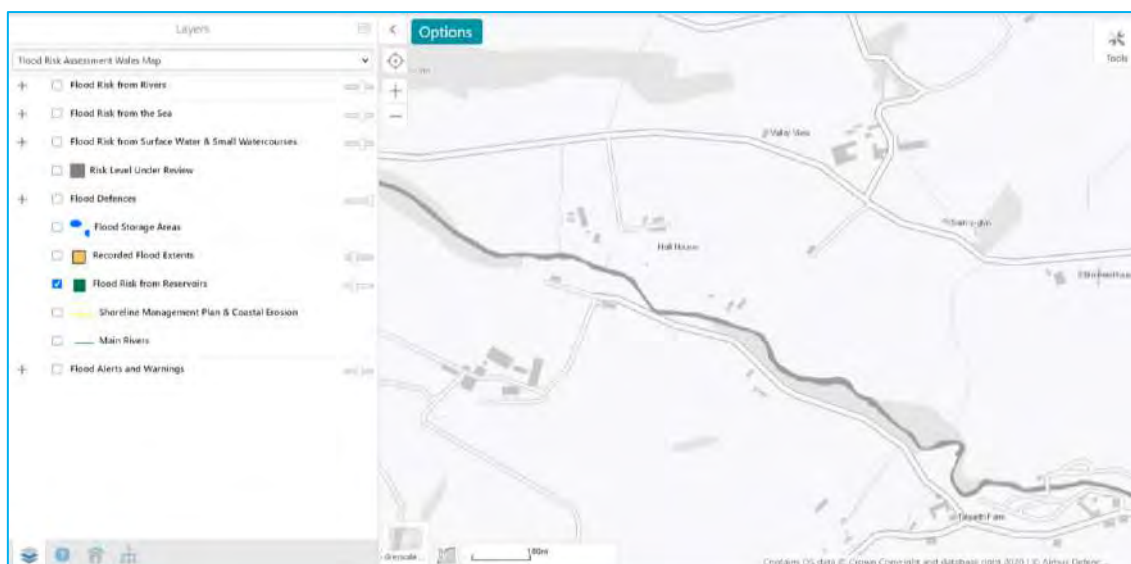 Layers
Options
Tools
Flood Risk Assessment Wales Map
Flood Risk from Rivers
Flood Risk from the Sea
Flood Risk from Surface Water & Small Watercourses
Risk Level Under Review
Flood Defences
Flood Storage Areas
Recorded Flood Extents
Flood Risk from Reservoirs
Shoreline Management Plan & Coastal Erosion
Main Rivers
Flood Alerts and Warnings
Valley View
Hall House
Farm
100m
Contains OS data © Crown Copyright and database right 2020 | © Airbus Defenc...